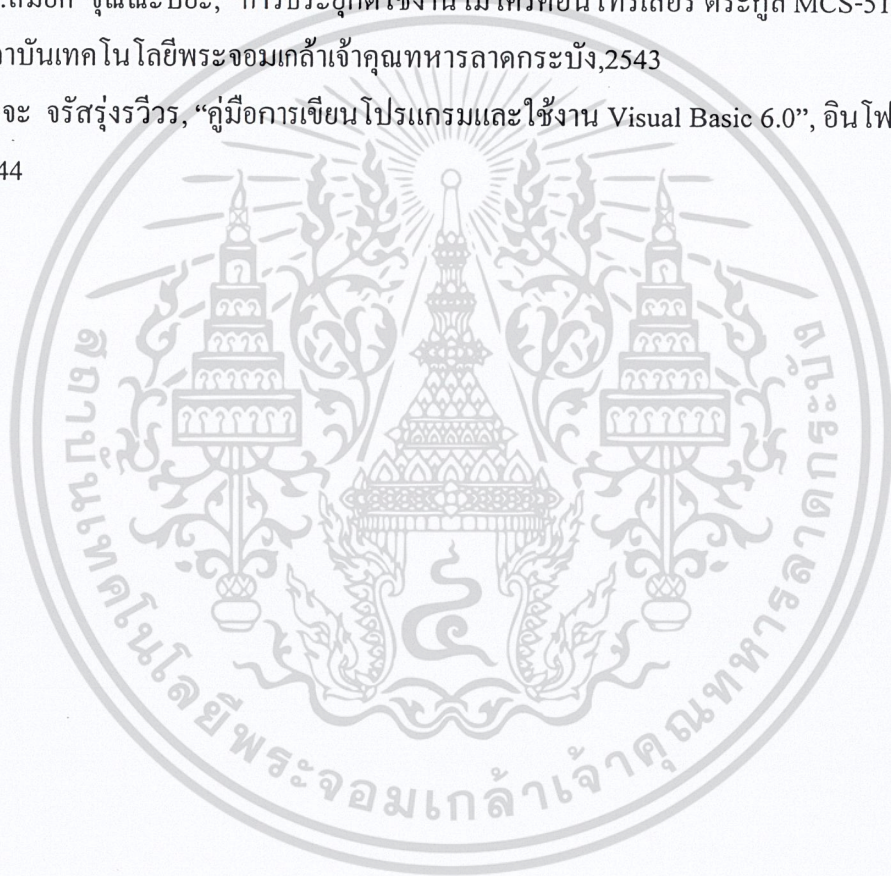 การประยุกต์ใช้งานไมโครคอนโทรเลอร์ ตระกูล MCS-51
าบันเทคโนโลยีพระจอมเกล้าเจ้าคุณทหารลาดกระบัง,2543
จะ จรัสรุ่งรวีวร, “คู่มือการเขียนโปรแกรมและใช้งาน Visual Basic 6.0”, อินโฟ
44
สถาบันเทคโนโลยีพระจอมเกล้าเจ้าคุณทหารลาดกระบัง
๔